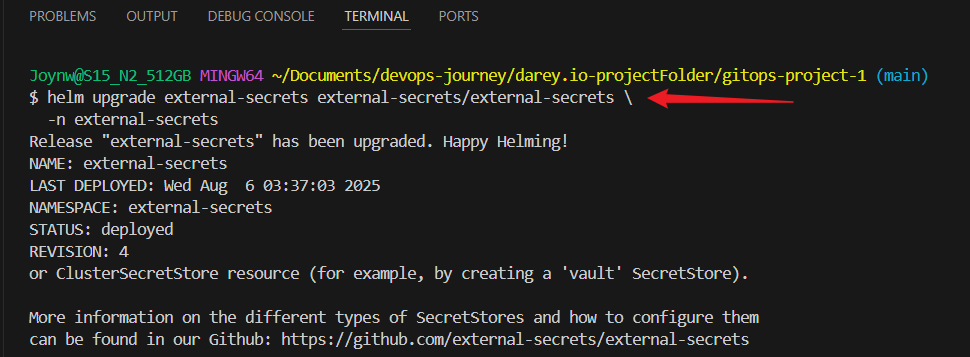 PROBLEMS OUTPUT DEBUG CONSOLE TERMINAL PORTS
Joynw@S15_N2_512GB MINGW64 ~/Documents/devops-journey/darey.io-projectFolder/gitops-project-1 (main)
$ helm upgrade external-secrets external-secrets/external-secrets \
-n external-secrets
Release "external-secrets" has been upgraded. Happy Helming!
NAME: external-secrets
LAST DEPLOYED: Wed Aug  6 03:37:03 2025
NAMESPACE: external-secrets
STATUS: deployed
REVISION: 4
or ClusterSecretStore resource (for example, by creating a 'vault' SecretStore).
More information on the different types of SecretStores and how to configure them
can be found in our Github: https://github.com/external-secrets/external-secrets